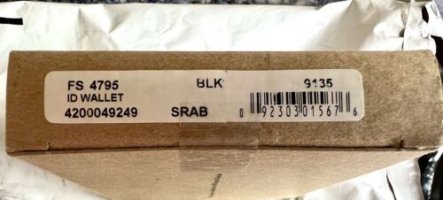 FS 4795 BLK 9135
ID WALLET
4200049249 SRAB 0 92303 01567 6